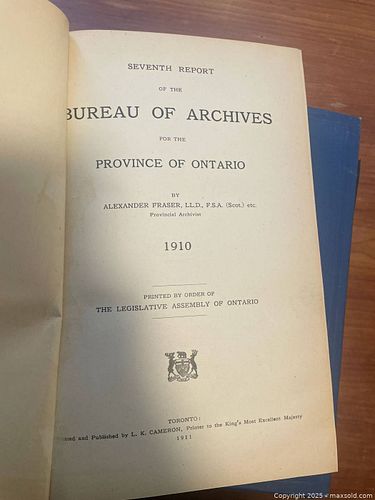 SEVENTH REPORT
OF THE
BUREAU OF ARCHIVES
FOR THE
PROVINCE OF ONTARIO
BY
ALEXANDER FRASER, LL.D., F.S.A. (Scot.) etc.
Provincial Archivist
1910
PRINTED BY ORDER OF
THE LEGISLATIVE ASSEMBLY OF ONTARIO
TORONTO:
and Published by L. K. CAMERON, Printer to the King's Most Excellent Majesty
1911
Copyright 2025 - maxsold.com